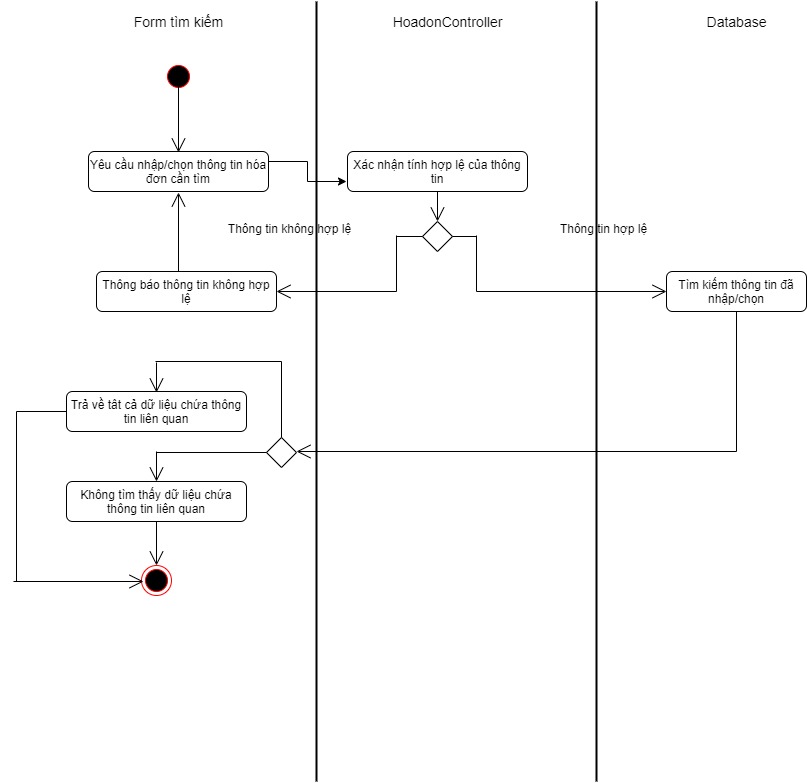 Form tìm kiếm
HoadonController
Database
Yêu cầu nhập/chọn thông tin hóa
đơn cần tìm
Xác nhận tính hợp lệ của thông
tin
Thông tin không hợp lệ
Thông tin hợp lệ
Thông báo thông tin không hợp
lệ
Tìm kiếm thông tin đã
nhập/chọn
Trả về tât cả dữ liệu chứa thông
tin liên quan
Không tìm thấy dữ liệu chứa
thông tin liên quan